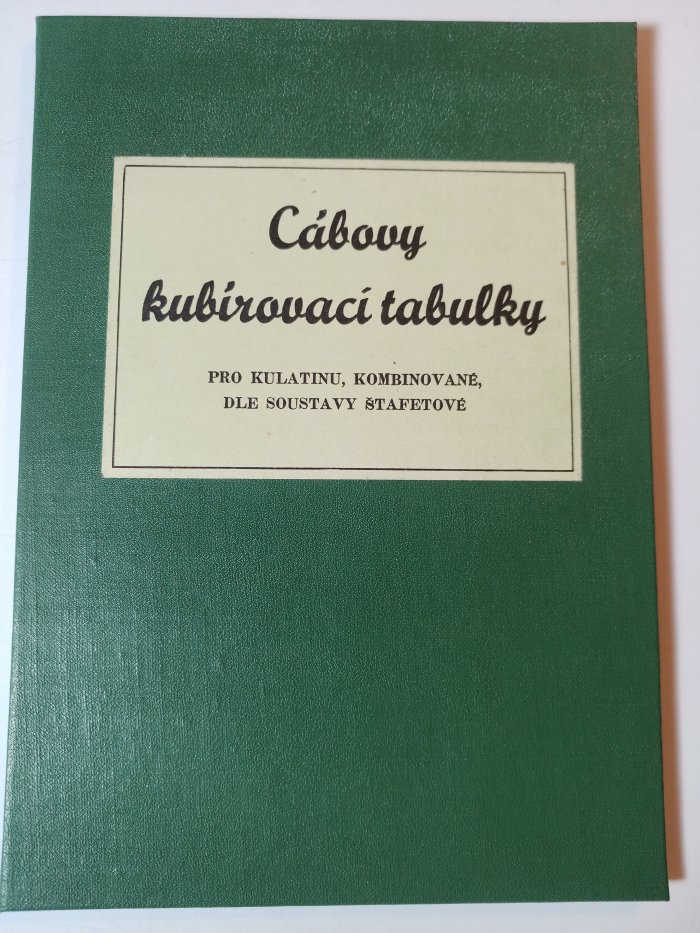 Cábovy
kubírovací tabulky
PRO KULATINU, KOMBINOVANÉ,
DLE SOUSTAVY ŠTAFETOVÉ